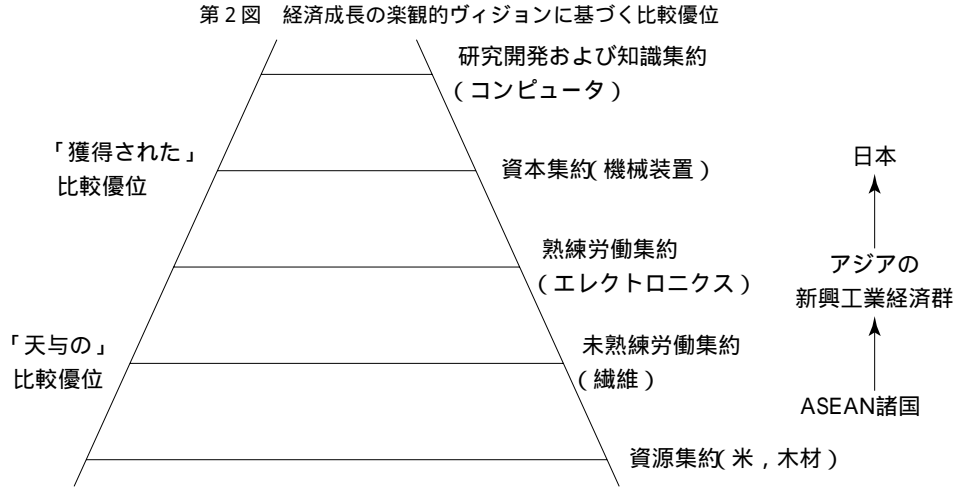 第2図　経済成長の楽観的ヴィジョンに基づく比較優位
研究開発および知識集約
(コンピュータ)
「獲得された」
比較優位
資本集約(機械装置)
日本
熟練労働集約
(エレクトロニクス)
アジアの
新興工業経済群
「天与の」
比較優位
未熟練労働集約
(繊維)
ASEAN諸国
資源集約(米,木材)